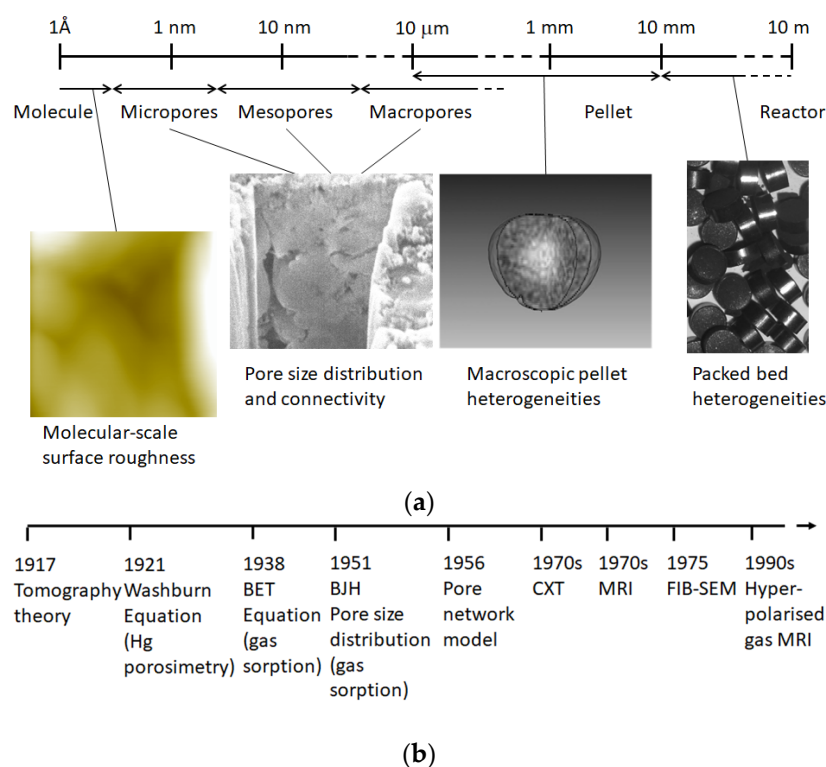 (a)
1Å 1 nm 10 nm 10 μm 1 mm 10 mm 10 m
Molecule Micropores Mesopores Macropores Pellet Reactor
Pore size distribution
and connectivity
Macroscopic pellet
heterogeneities
Packed bed
heterogeneities
Molecular-scale
surface roughness
(a)
1917
Tomography
theory
1921
Washburn
Equation
(Hg
porosimetry)
1938
BET
Equation
(gas
sorption)
1951
BJH
Pore size
distribution
(gas
sorption)
1956
Pore
network
model
1970s
CXT
1970s
MRI
1975
FIB-SEM
1990s
Hyper-
polarised
gas MRI
(b)